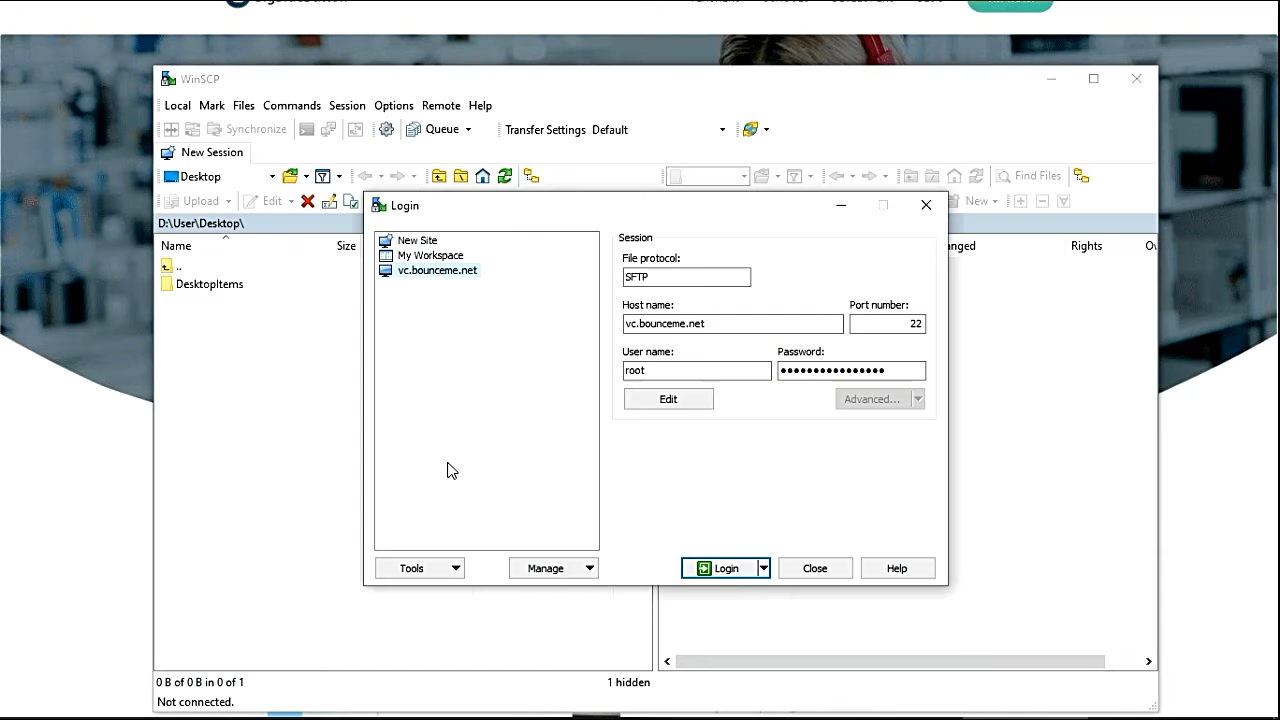 WinSCP
Local Mark Files Commands Session Options Remote Help
Synchronize Queue Transfer Settings Default
New Session
Desktop Find Files
Upload Edit New
D:\User\Desktop\
Name Size Rights
..
DesktopItems
Login
New Site
My Workspace
vc.bounceme.net
Session
File protocol:
SFTP
Host name: Port number:
vc.bounceme.net 22
User name: Password:
root ••••••••••••••••
Edit Advanced...
Tools Manage Login Close Help
0 B of 0 B in 0 of 1 1 hidden
Not connected.